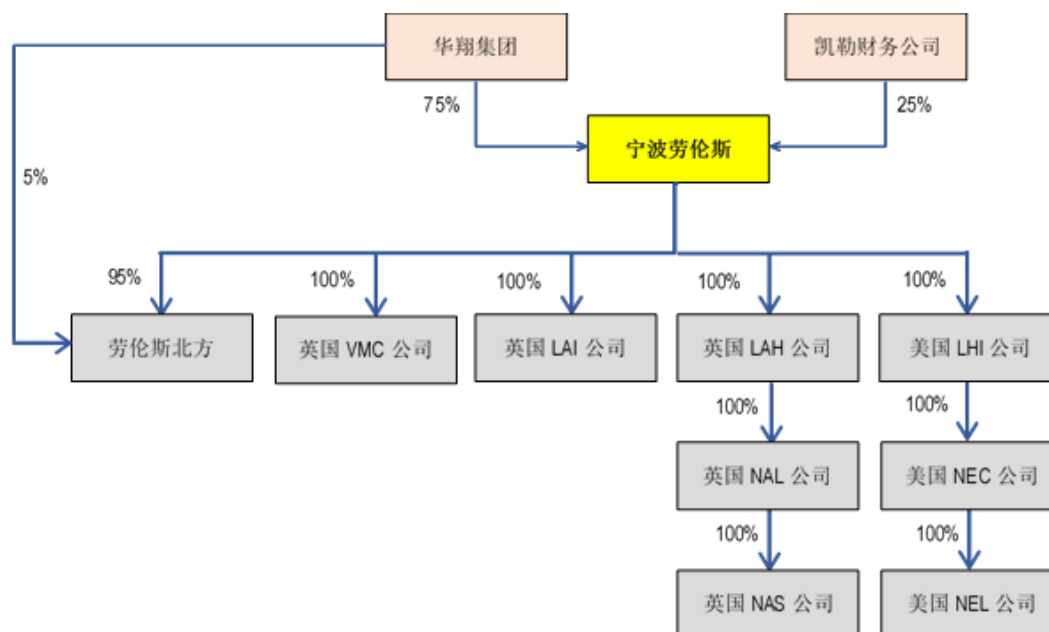 华翔集团
凯勒财务公司
75%
25%
宁波劳伦斯
5%
95%
100%
100%
100%
100%
劳伦斯北方
英国 VMC 公司
英国 LAI 公司
英国 LAH 公司
美国 LHI 公司
100%
100%
英国 NAL 公司
美国 NEC 公司
100%
100%
英国 NAS 公司
美国 NEL 公司